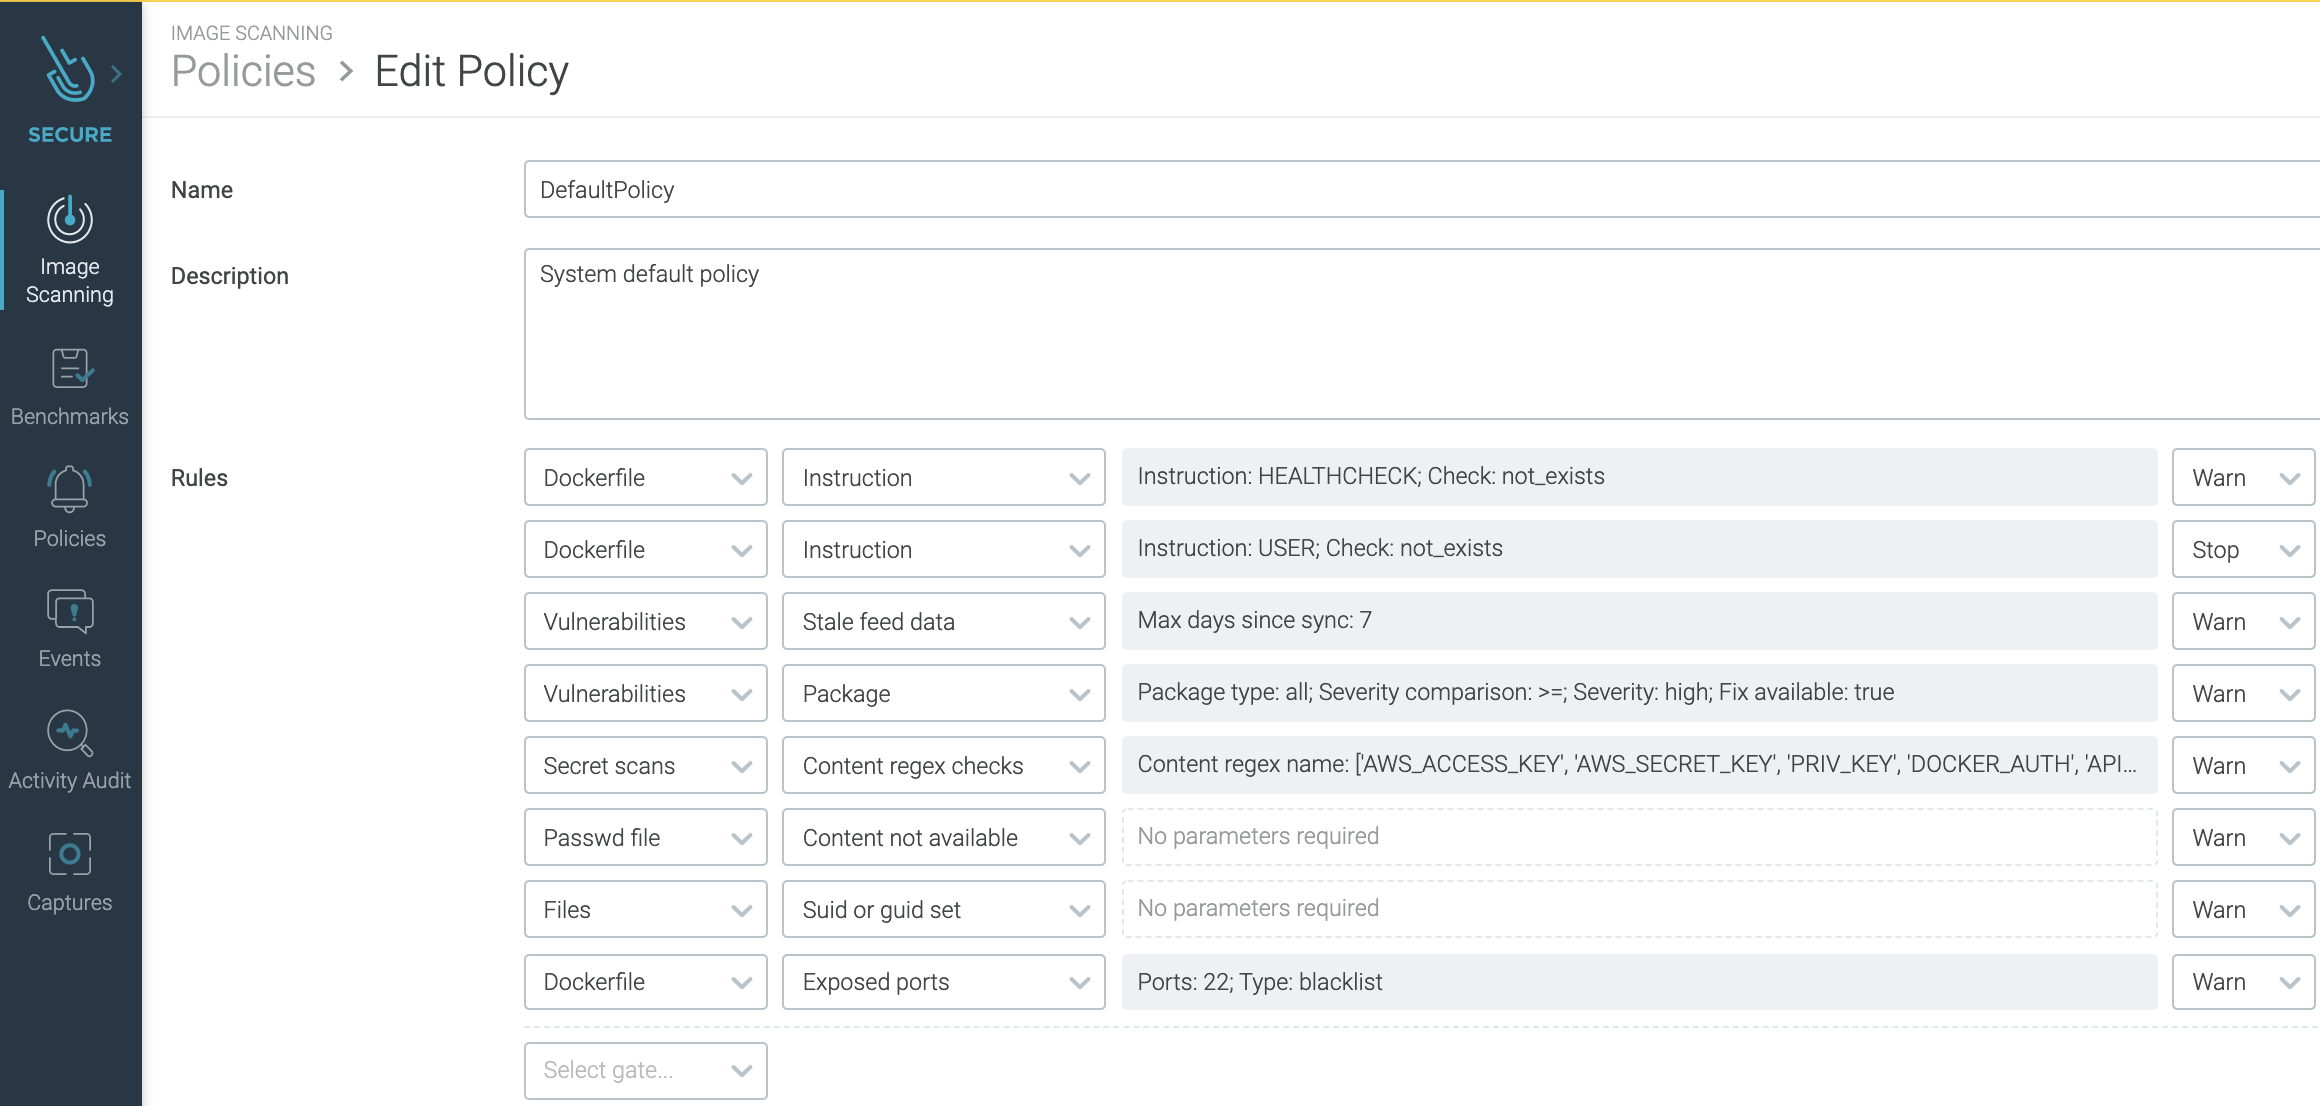 IMAGE SCANNING
Policies > Edit Policy
SECURE
Image
Scanning
Benchmarks
Policies
Events
Activity Audit
Captures
Name
DefaultPolicy
Description
System default policy
Rules
Dockerfile Instruction Instruction: HEALTHCHECK; Check: not_exists Warn
Dockerfile Instruction Instruction: USER; Check: not_exists Stop
Vulnerabilities Stale feed data Max days since sync: 7 Warn
Vulnerabilities Package Package type: all; Severity comparison: >=; Severity: high; Fix available: true Warn
Secret scans Content regex checks Content regex name: ['AWS_ACCESS_KEY', 'AWS_SECRET_KEY', 'PRIV_KEY', 'DOCKER_AUTH', 'API... Warn
Passwd file Content not available No parameters required Warn
Files Suid or guid set No parameters required Warn
Dockerfile Exposed ports Ports: 22; Type: blacklist Warn
Select gate...